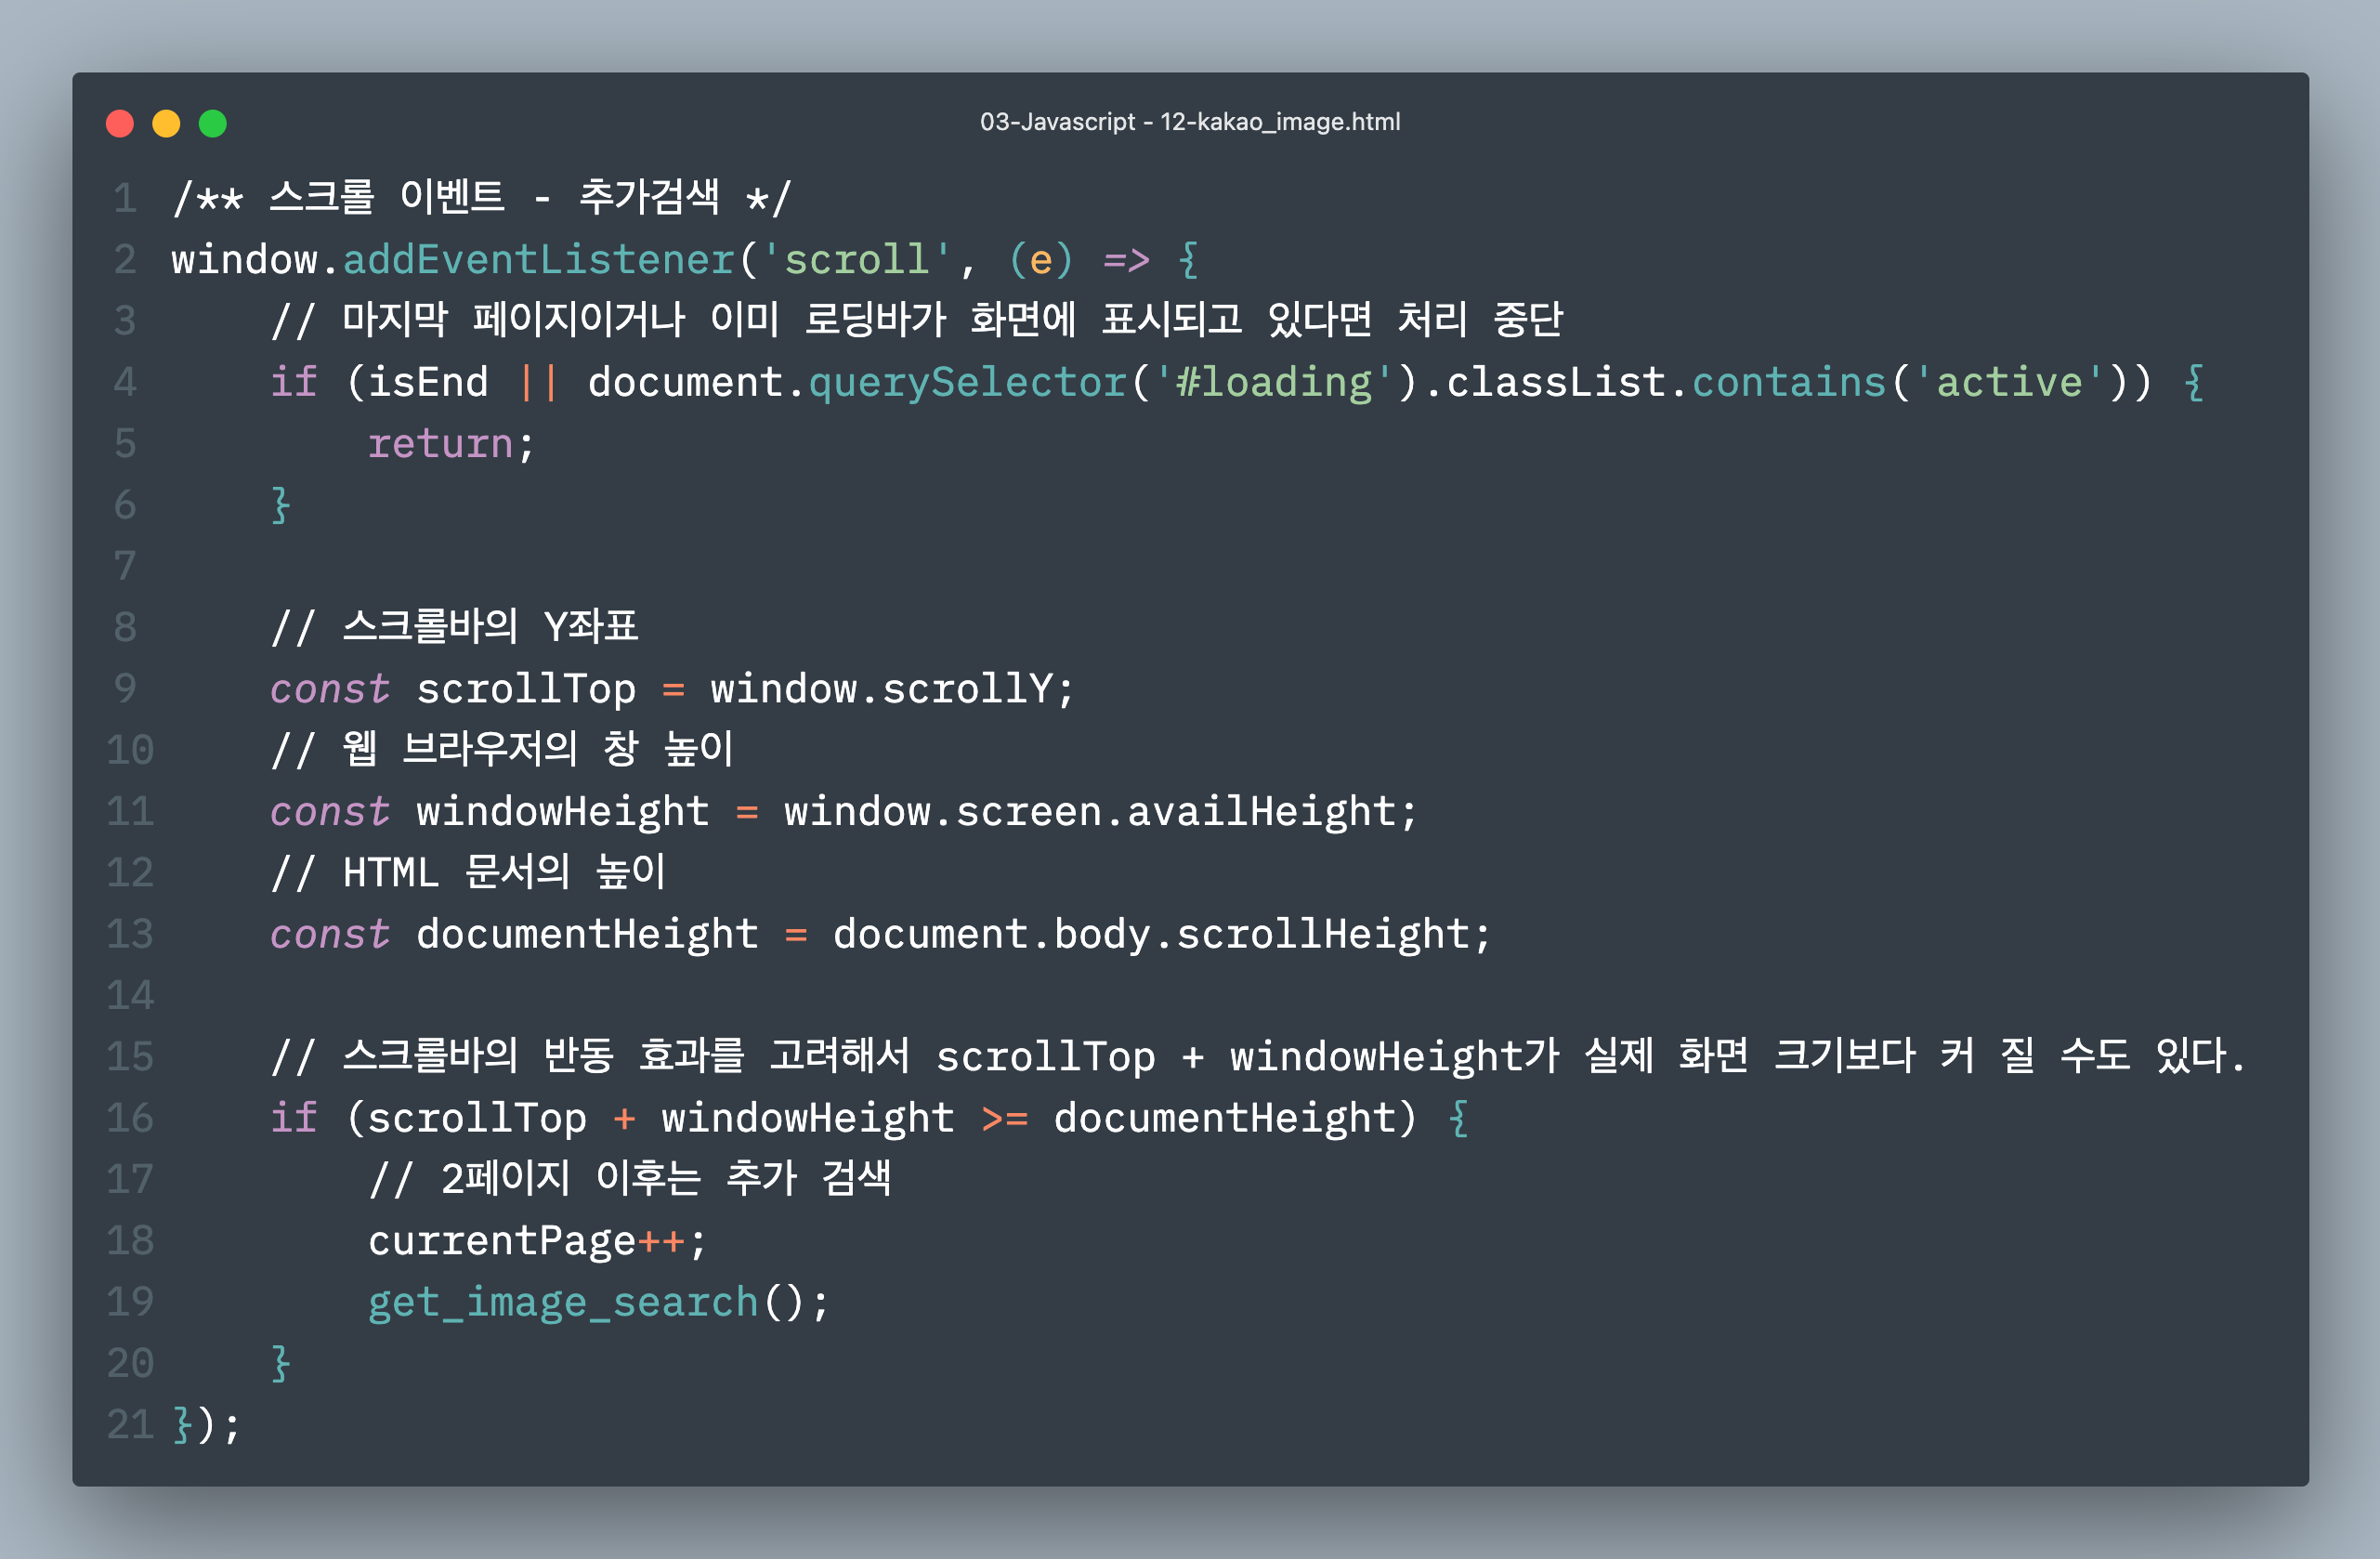 03-Javascript - 12-kakao_image.html
1 /** 스크롤 이벤트 - 추가검색 */
2 window.addEventListener('scroll', (e) => {
3     // 마지막 페이지이거나 이미 로딩바가 화면에 표시되고 있다면 처리 중단
4     if (isEnd || document.querySelector('#loading').classList.contains('active')) {
5         return;
6     }
7
8     // 스크롤바의 Y좌표
9     const scrollTop = window.scrollY;
10     // 웹 브라우저의 창 높이
11     const windowHeight = window.screen.availHeight;
12     // HTML 문서의 높이
13     const documentHeight = document.body.scrollHeight;
14
15     // 스크롤바의 반동 효과를 고려해서 scrollTop + windowHeight가 실제 화면 크기보다 커 질 수도 있다.
16     if (scrollTop + windowHeight >= documentHeight) {
17         // 2페이지 이후는 추가 검색
18         currentPage++;
19         get_image_search();
20     }
21 });